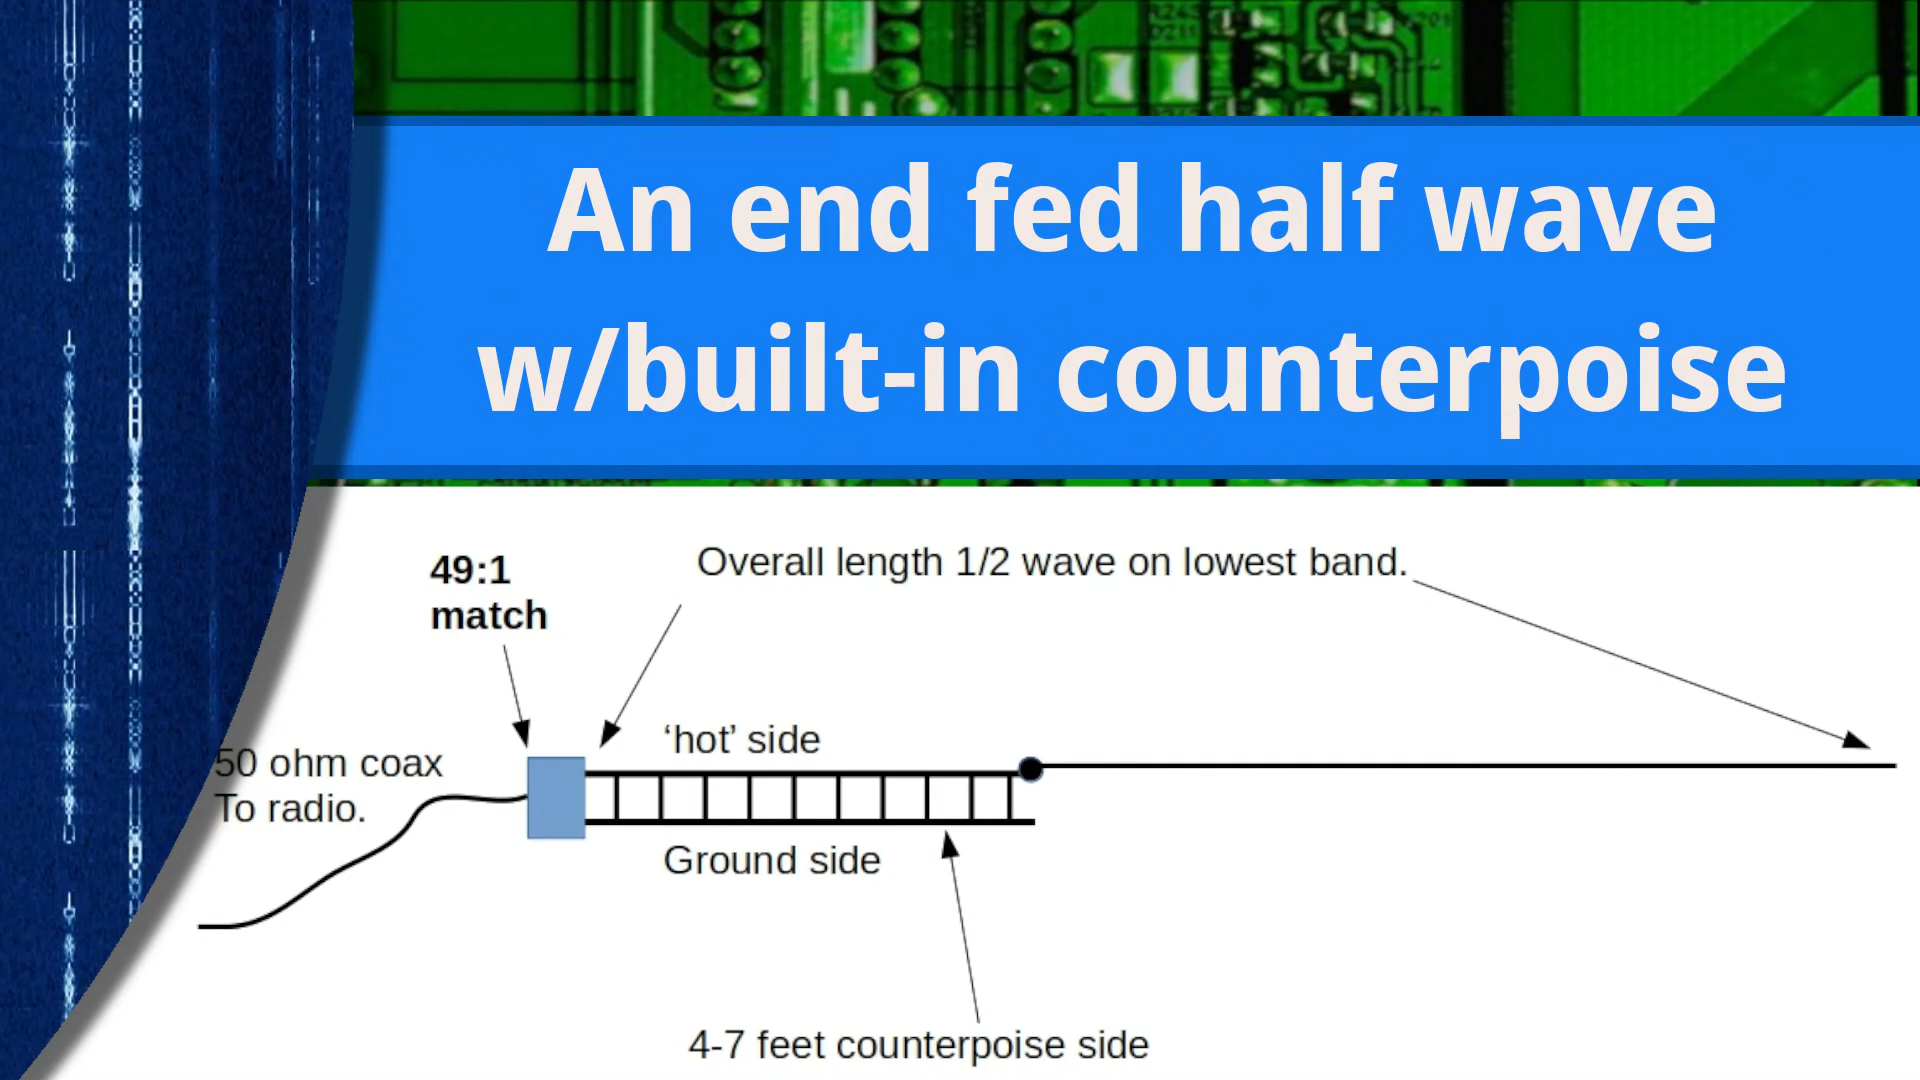 An end fed half wave
w/built-in counterpoise
49:1
match
Overall length 1/2 wave on lowest band.
‘hot’ side
50 ohm coax
To radio.
Ground side
4-7 feet counterpoise side